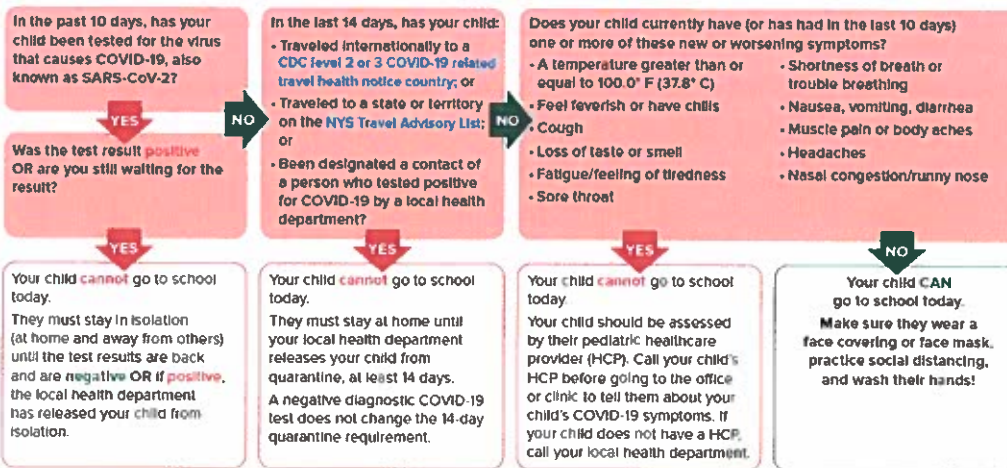 In the past 10 days, has your
child been tested for the virus
that causes COVID-19, also
known as SARS-CoV-2?
YES
NO
Was the test result positive
OR are you still waiting for the
result?
YES
Your child cannot go to school
today.
They must stay in isolation
(at home and away from others)
until the test results are back
and are negative OR if positive,
the local health department
has released your child from
isolation.
In the last 14 days, has your child:
• Traveled internationally to a
CDC level 2 or 3 COVID-19 related
travel health notice country; or
• Traveled to a state or territory
on the NYS Travel Advisory List;
or
• Been designated a contact of
a person who tested positive
for COVID-19 by a local health
department?
NO
YES
Your child cannot go to school
today.
They must stay at home until
your local health department
releases your child from
quarantine, at least 14 days.
A negative diagnostic COVID-19
test does not change the 14-day
quarantine requirement.
Does your child currently have (or has had in the last 10 days)
one or more of these new or worsening symptoms?
• A temperature greater than or
equal to 100.0° F (37.8° C)
• Feel feverish or have chills
• Cough
• Loss of taste or smell
• Fatigue/feeling of tiredness
• Sore throat
• Shortness of breath or
trouble breathing
• Nausea, vomiting, diarrhea
• Muscle pain or body aches
• Headaches
• Nasal congestion/runny nose
YES
Your child cannot go to school
today.
Your child should be assessed
by their pediatric healthcare
provider (HCP). Call your child's
HCP before going to the office
or clinic to tell them about your
child's COVID-19 symptoms. If
your child does not have a HCP,
call your local health department.
NO
Your child CAN
go to school today.
Make sure they wear a
face covering or face mask,
practice social distancing,
and wash their hands!